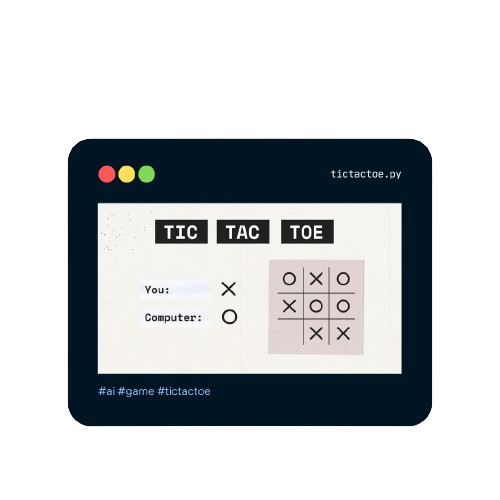 tictactoe.py
TIC TAC TOE
You: X
Computer: O
O X O
X O O
X X
#ai #game #tictactoe